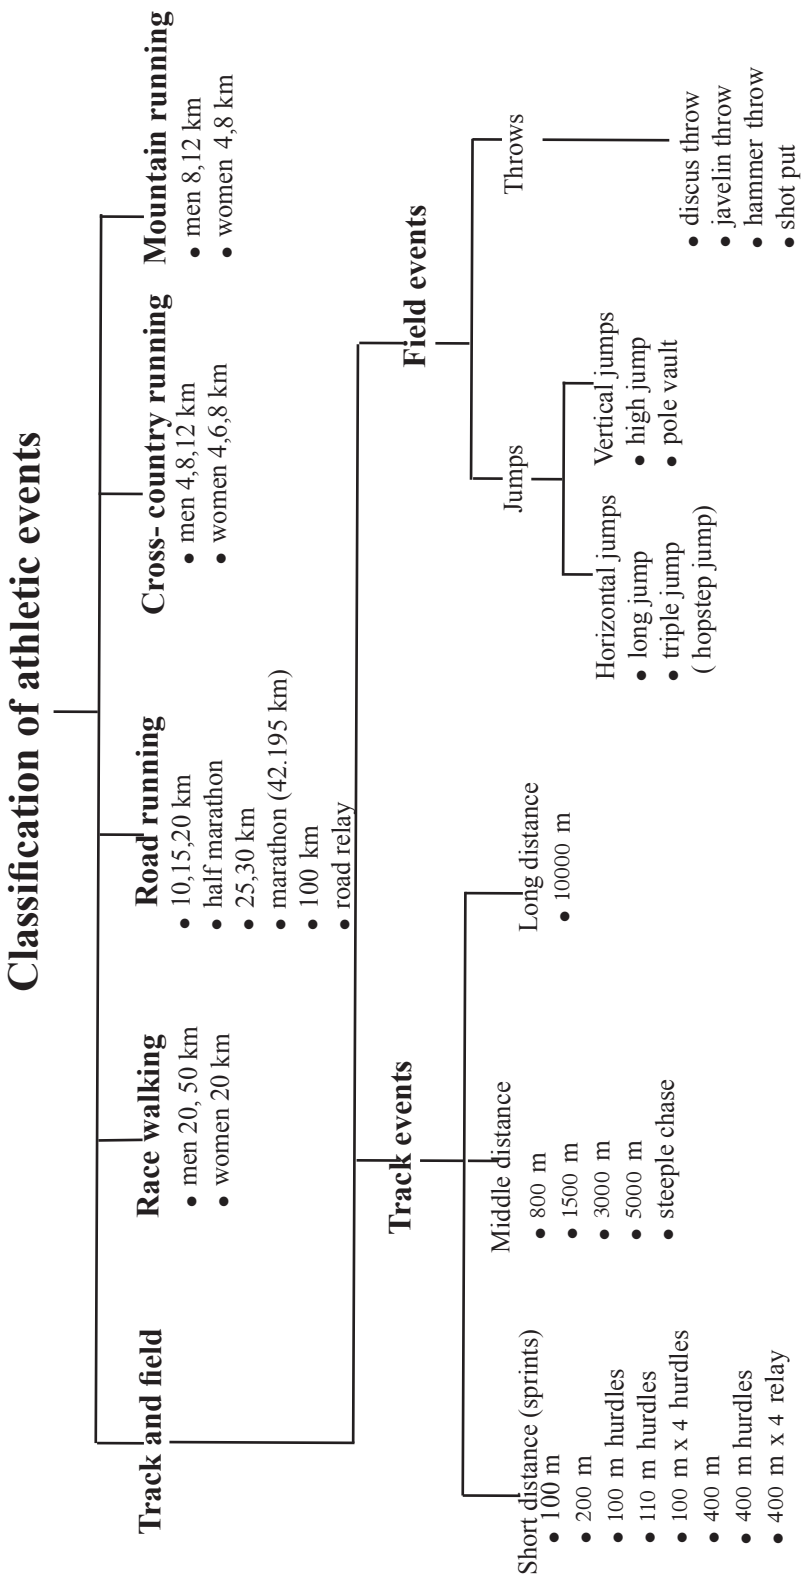 Classification of athletic events
Track and field
Race walking
• men 20, 50 km
• women 20 km
Road running
• 10,15,20 km
• half marathon
• 25,30 km
• marathon (42.195 km)
• 100 km
• road relay
Cross- country running
• men 4,8,12 km
• women 4,6,8 km
Mountain running
• men 8,12 km
• women 4,8 km
Track events
Short distance (sprints)
• 100 m
• 200 m
• 100 m hurdles
• 110 m hurdles
• 100 m x 4 hurdles
• 400 m
• 400 m hurdles
• 400 m x 4 relay
Middle distance
• 800 m
• 1500 m
• 3000 m
• 5000 m
• steeple chase
Long distance
• 10000 m
Field events
Jumps
Horizontal jumps
• long jump
• triple jump
( hopstep jump)
Vertical jumps
• high jump
• pole vault
Throws
• discus throw
• javelin throw
• hammer throw
• shot put